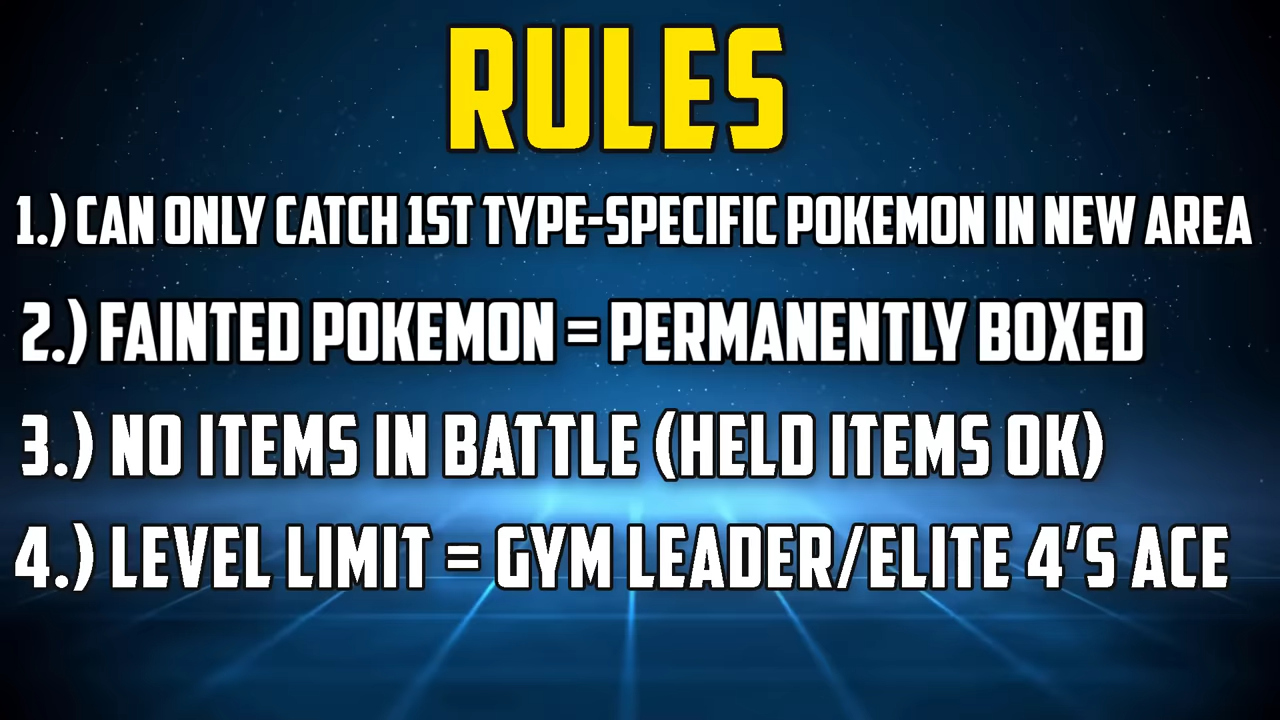 RULES
1.) CAN ONLY CATCH 1ST TYPE-SPECIFIC POKEMON IN NEW AREA
2.) FAINTED POKEMON = PERMANENTLY BOXED
3.) NO ITEMS IN BATTLE (HELD ITEMS OK)
4.) LEVEL LIMIT = GYM LEADER/ELITE 4'S ACE